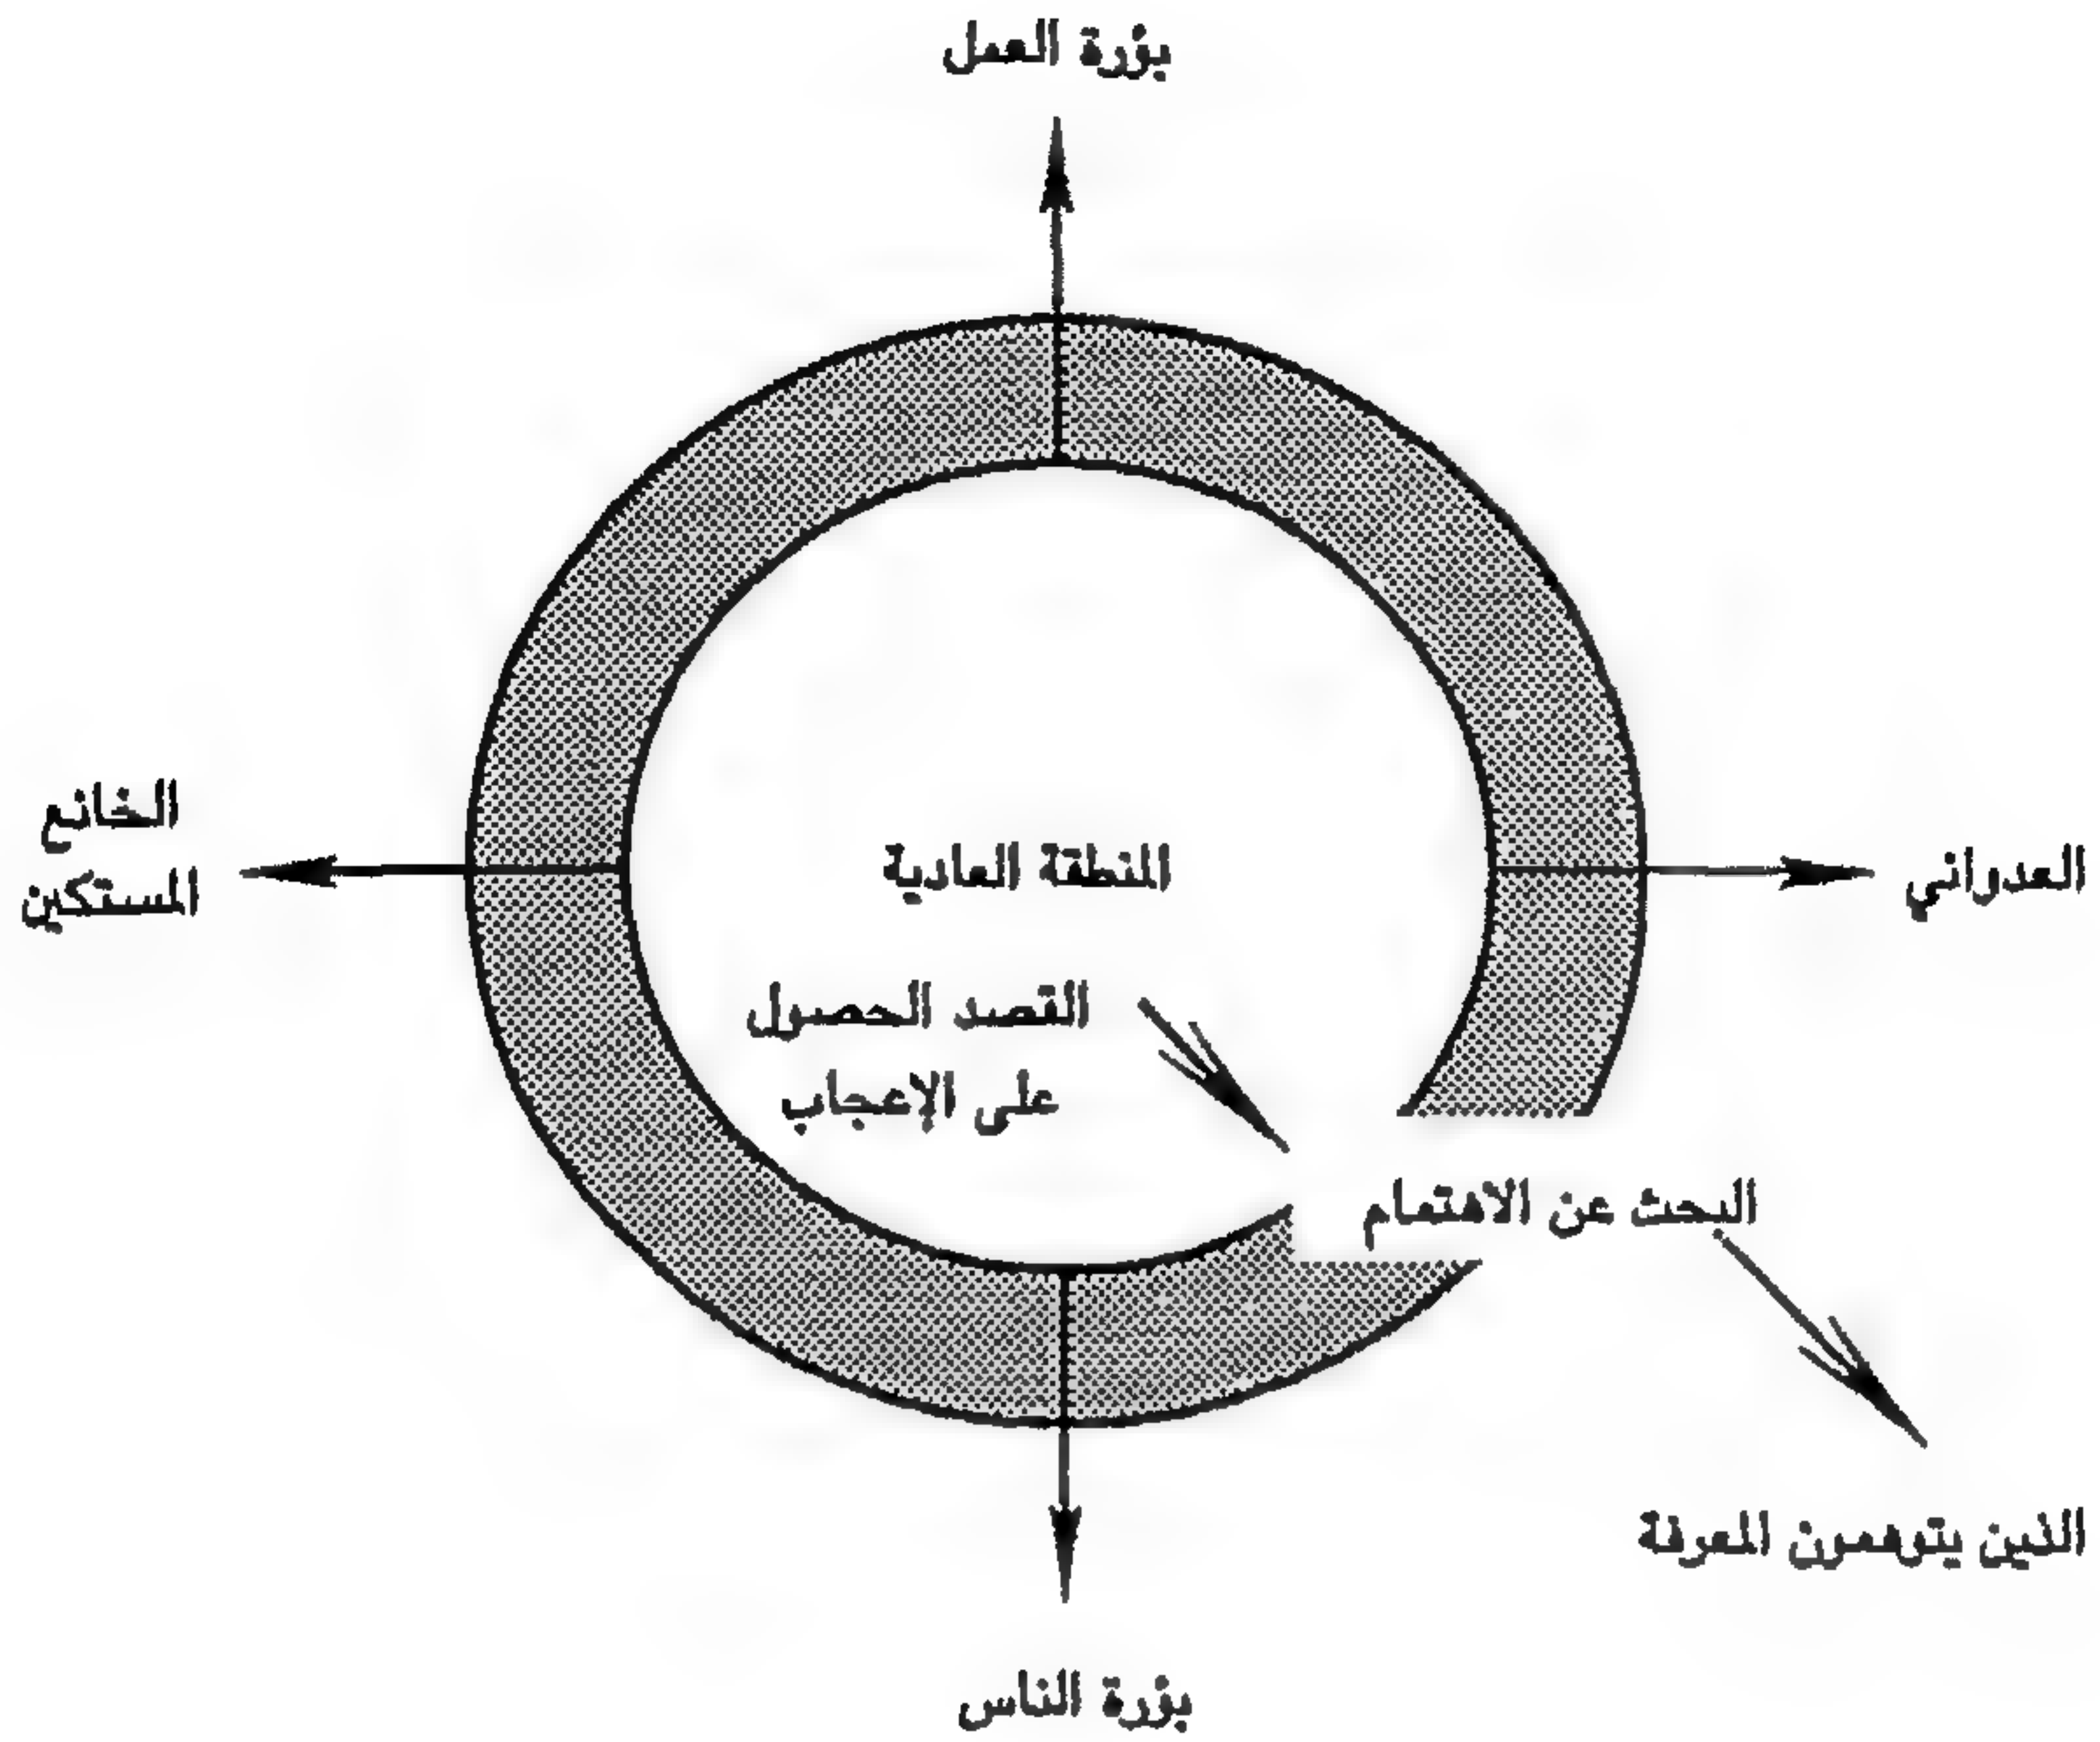 بؤرة العمل
الخانع
المستكين
المنطقة العادية
العدواني
القصد الحصول
على الإعجاب
البحث عن الاهتمام
الذين يتوهمون المعرفة
بؤرة الناس